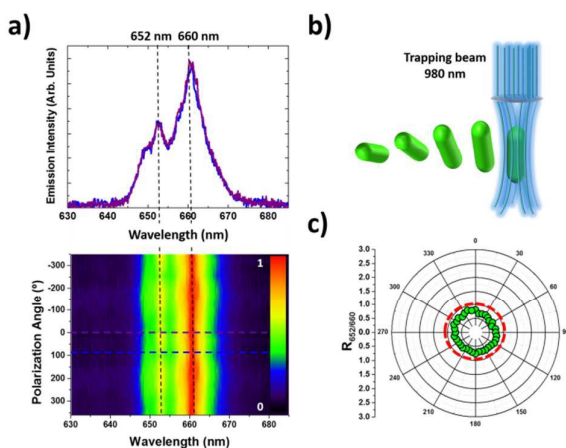 a)
652 nm 660 nm
Emission Intensity (Arb. Units)
630 640 650 660 670 680
Wavelength (nm)
Polarization Angle (º)
-300
-200
-100
0
100
200
300
1
0
630 640 650 660 670 680
Wavelength (nm)
b)
Trapping beam
980 nm
c)
R652/660
3.0
2.5
2.0
1.5
1.0
0.5
0.0
0.5
1.0
1.5
2.0
2.5
3.0
0
30
60
9
120
150
180
210
240
270
300
330